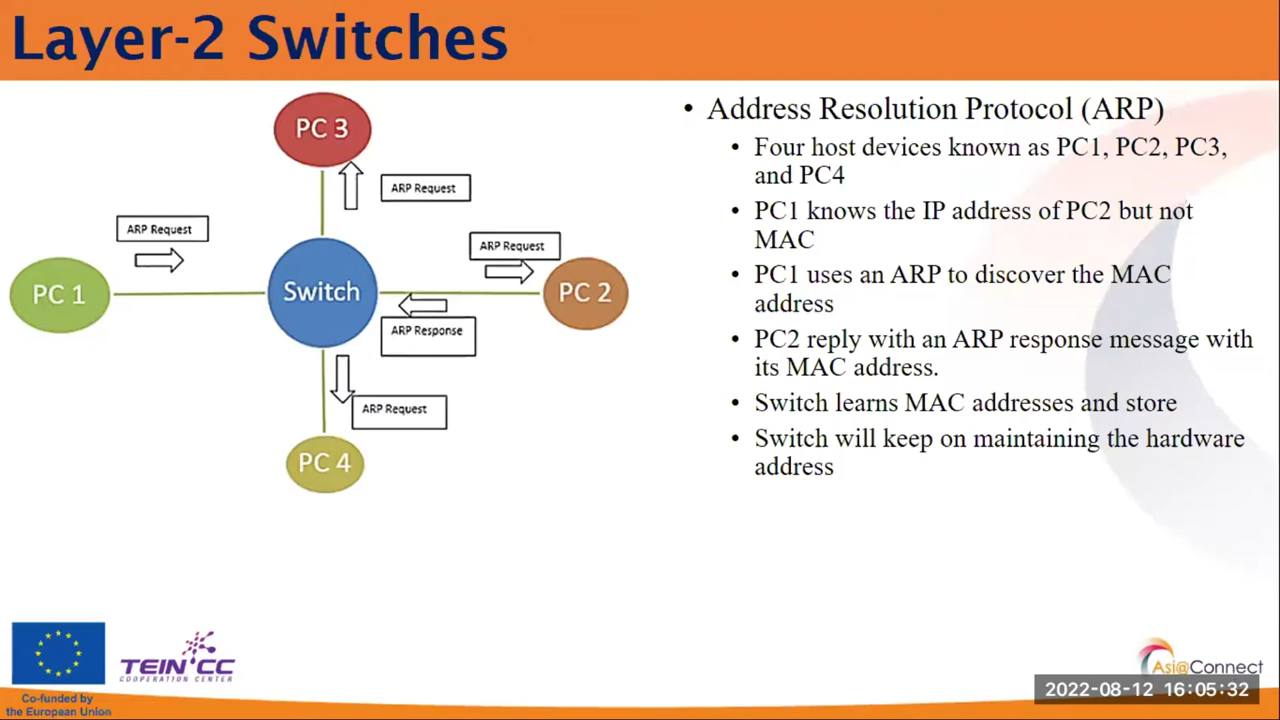 Layer-2 Switches
PC 3
ARP Request
ARP Request
ARP Request
PC 1
Switch
PC 2
ARP Response
ARP Request
PC 4
• Address Resolution Protocol (ARP)
• Four host devices known as PC1, PC2, PC3,
and PC4
• PC1 knows the IP address of PC2 but not
MAC
• PC1 uses an ARP to discover the MAC
address
• PC2 reply with an ARP response message with
its MAC address.
• Switch learns MAC addresses and store
• Switch will keep on maintaining the hardware
address
TEIN*CC
COOPERATION CENTER
Co-funded by
the European Union
Asi@Connect
2022-08-12 16:05:32